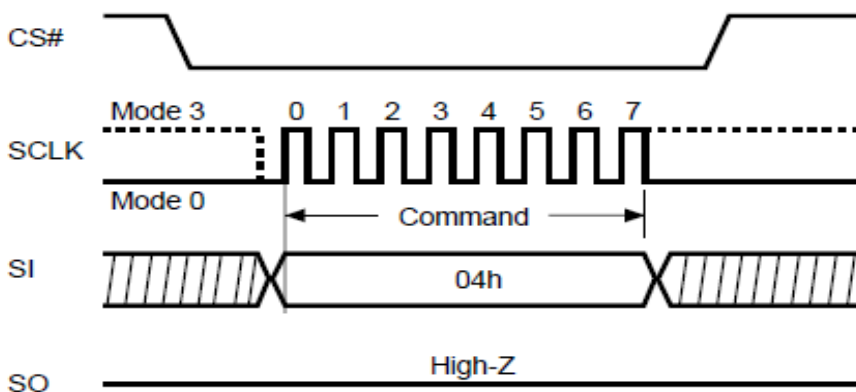 CS#
Mode 3 0 1 2 3 4 5 6 7
SCLK
Mode 0
Command
SI
04h
High-Z
SO